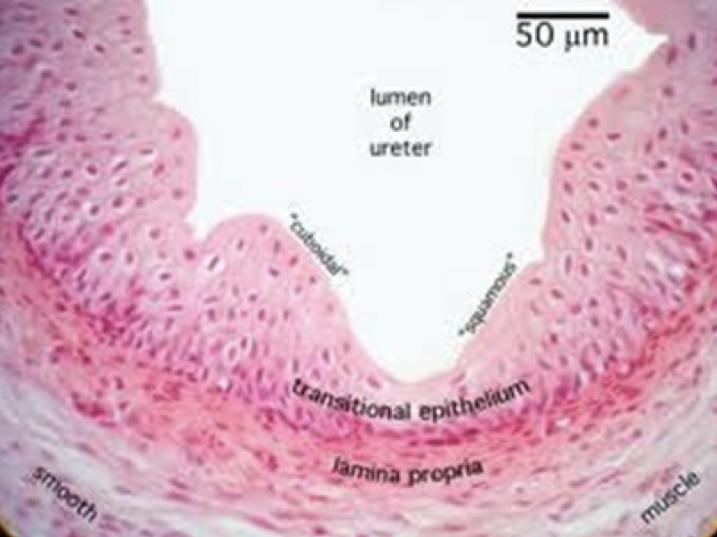 50 μm
lumen
of
ureter
"cuboidal"
"squamous"
transitional epithelium
lamina propria
smooth
muscle